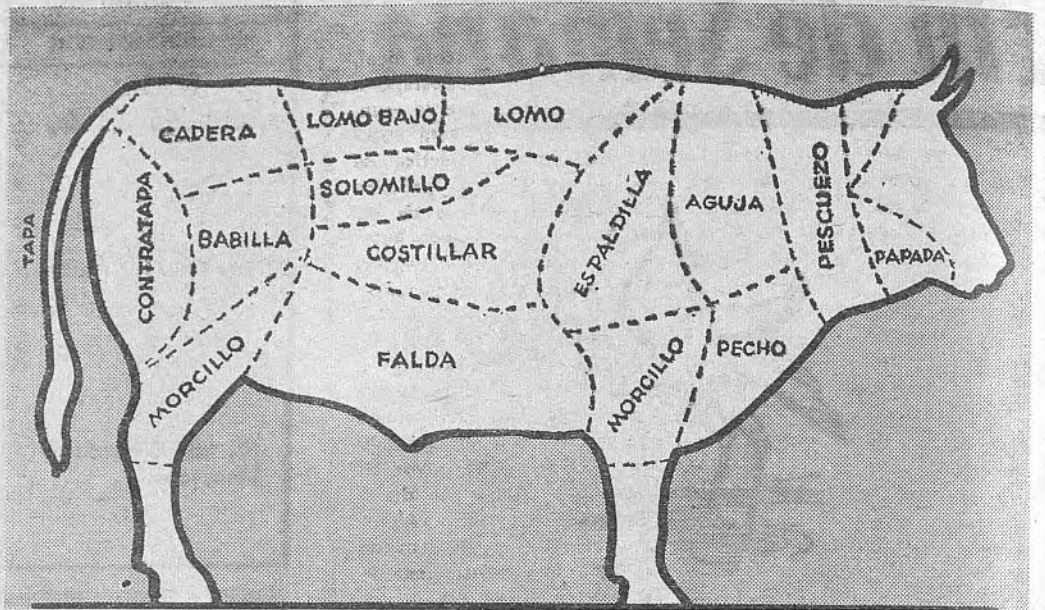 CADERA
LOMO BAJO
LOMO
SOLOMILLO
ESPALDILLA
AGUJA
PESCUEZO
PAPADA
TAPA
CONTRATAPA
BABILLA
COSTILLAR
MORCILLO
FALDA
MORCILLO
PECHO